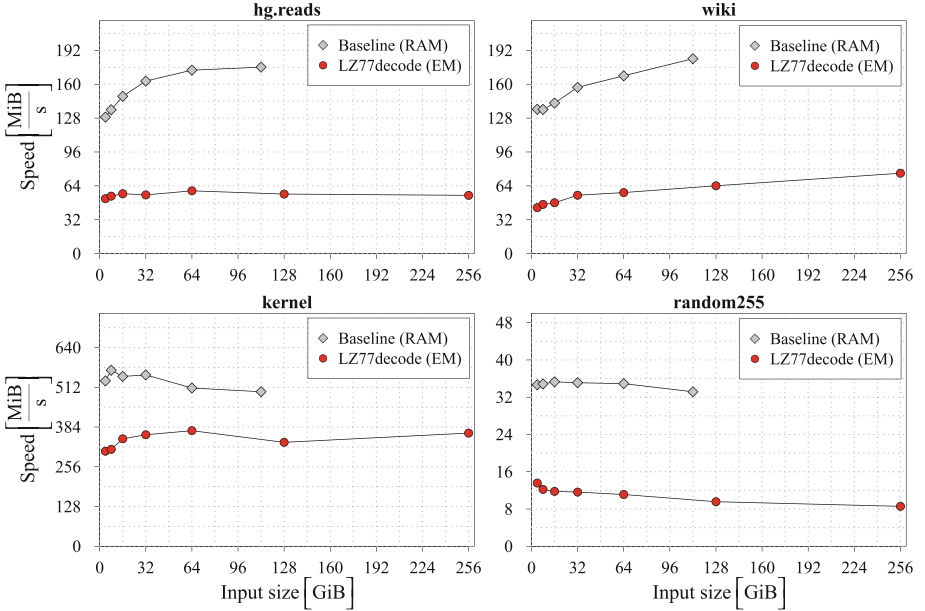 hg.reads
Baseline (RAM)
LZ77decode (EM)
Speed [MiB/s]
192
160
128
96
64
32
0
0 32 64 96 128 160 192 224 256
wiki
Baseline (RAM)
LZ77decode (EM)
192
160
128
96
64
32
0
0 32 64 96 128 160 192 224 256
kernel
Baseline (RAM)
LZ77decode (EM)
Speed [MiB/s]
640
512
384
256
128
0
0 32 64 96 128 160 192 224 256
Input size [GiB]
random255
Baseline (RAM)
LZ77decode (EM)
48
40
32
24
16
8
0
0 32 64 96 128 160 192 224 256
Input size [GiB]